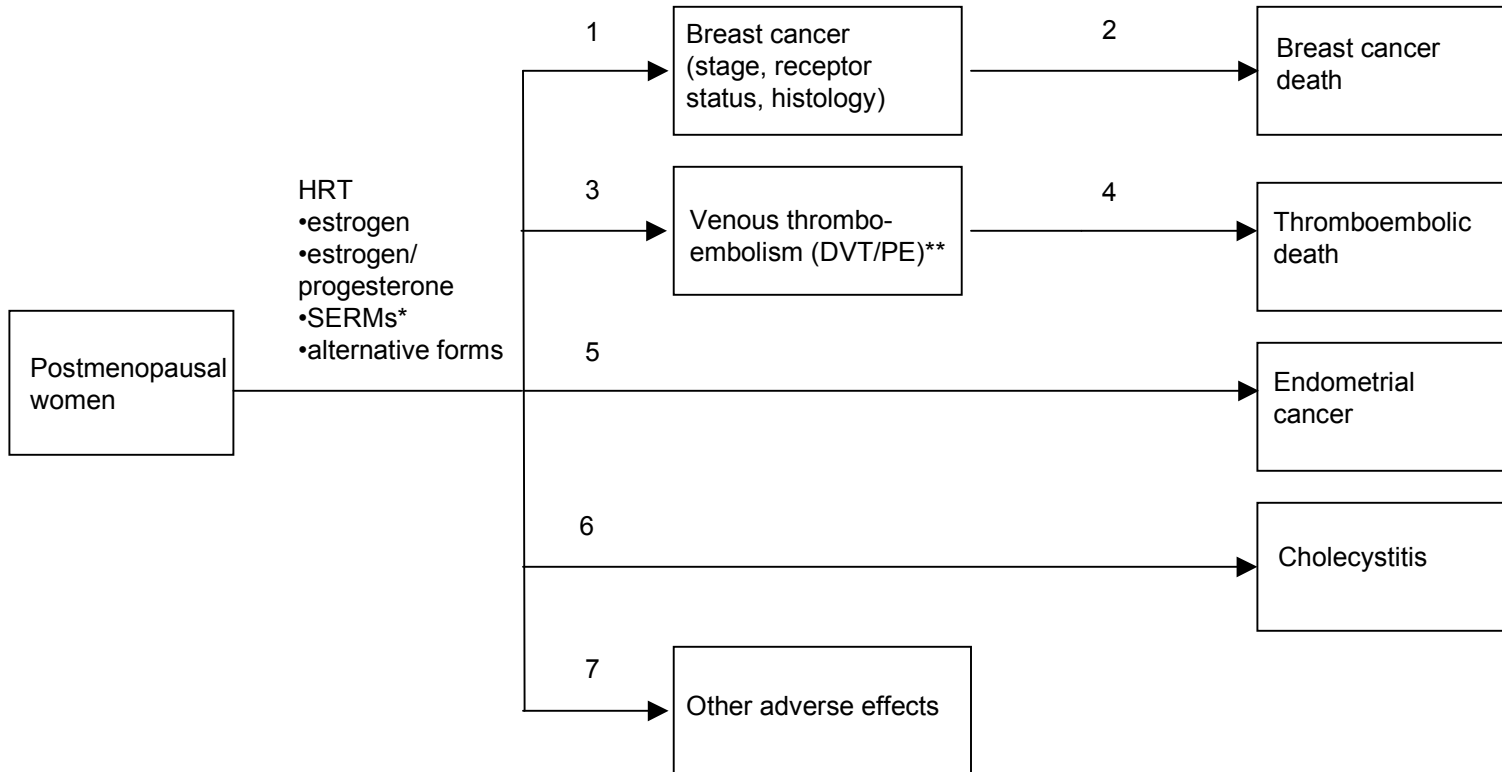 1
Breast cancer
(stage, receptor
status, histology)
2
Breast cancer
death
HRT
•estrogen
•estrogen/
progesterone
•SERMs*
•alternative forms
3
Venous thrombo-
embolism (DVT/PE)**
4
Thromboembolic
death
Postmenopausal
women
5
Endometrial
cancer
6
Cholecystitis
7
Other adverse effects